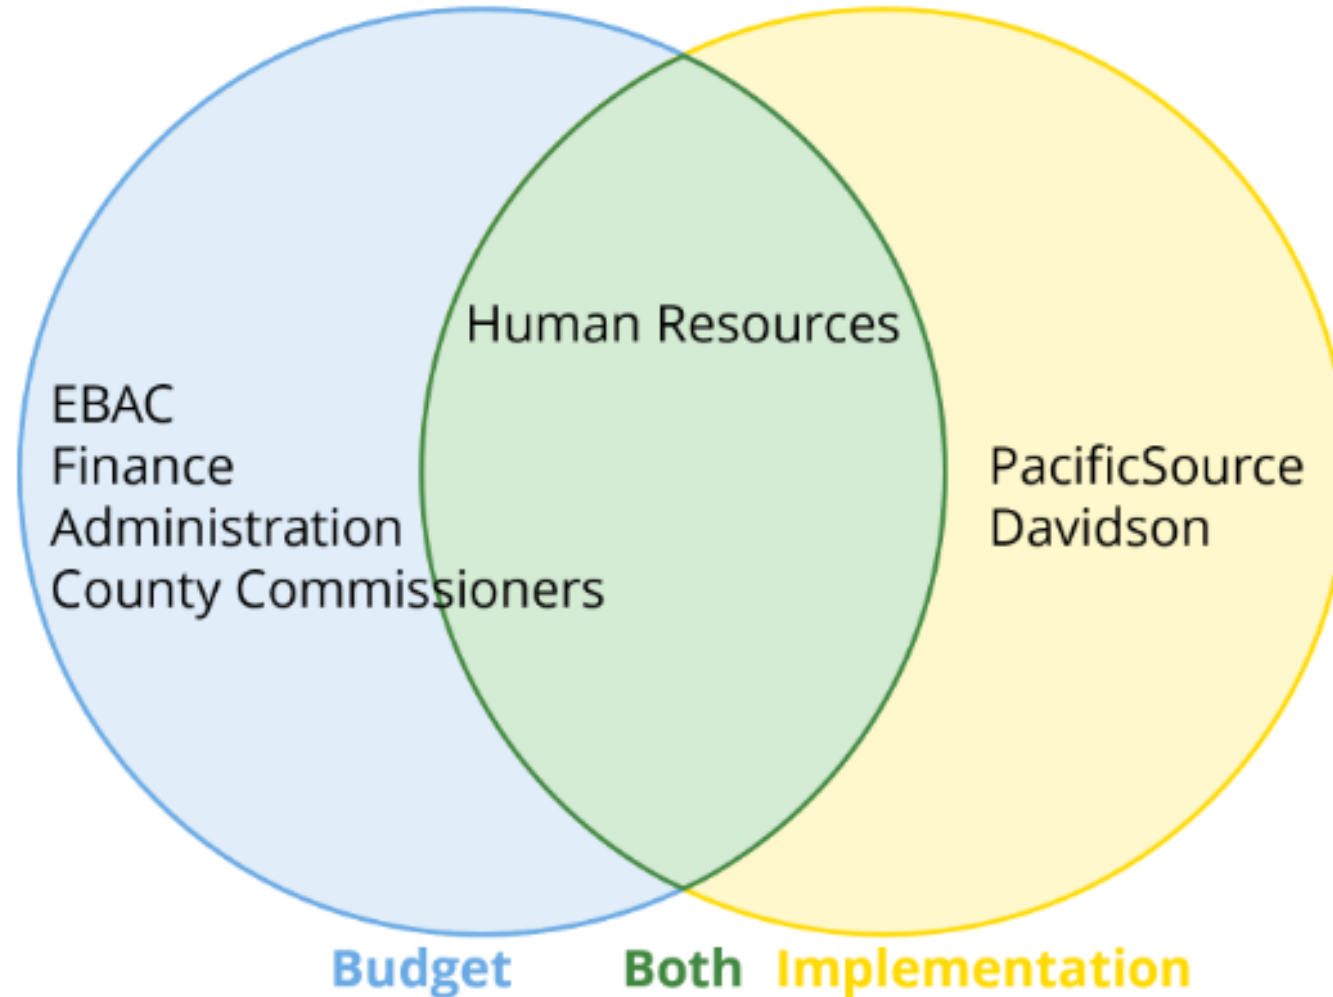 Human Resources
EBAC
Finance
Administration
County Commissioners
PacificSource
Davidson
Budget
Both
Implementation